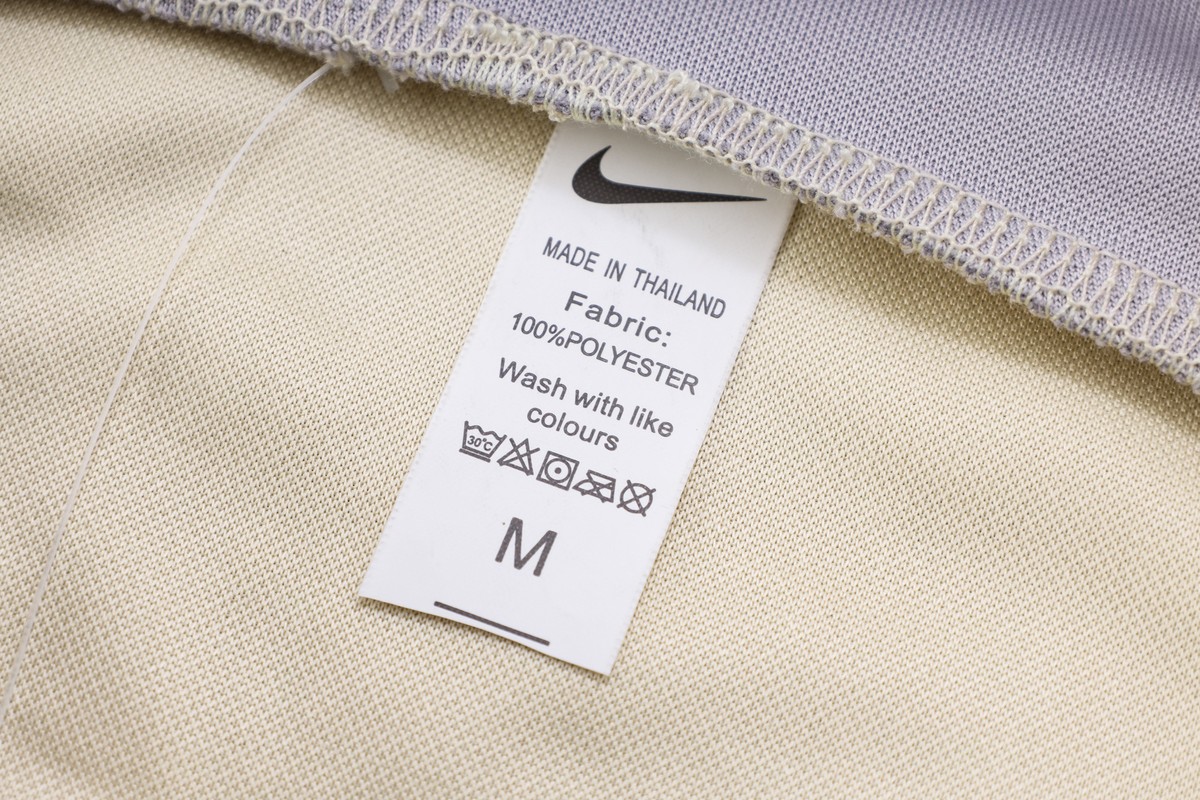 MADE IN THAILAND
Fabric:
100%POLYESTER
Wash with like
colours
30°C
M